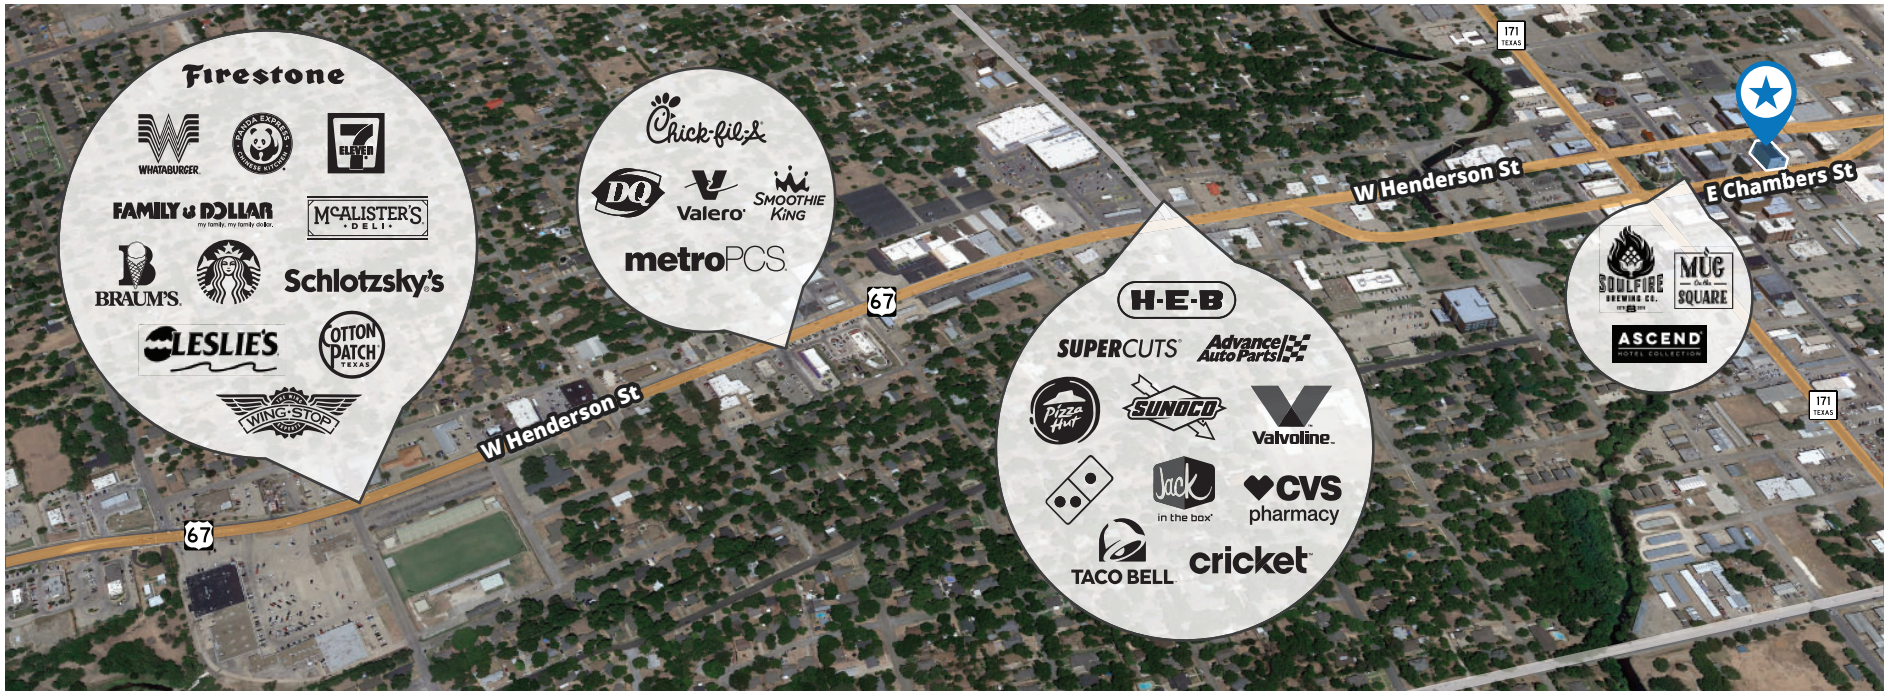 Firestone
WHATABURGER
PANDA EXPRESS
CHINESE KITCHEN
7
ELEVEN
FAMILY DOLLAR
my family, my family dollar.
McALISTER'S
DELI
B
BRAUM'S
Schlotzsky's
LESLIE'S
COTTON
PATCH
TEXAS
THE WING
WING·STOP
EXPERTS
67
W Henderson St
Chick-fil-A
DQ
Valero
SMOOTHIE
KING
metroPCS
67
H-E-B
SUPERCUTS
Advance
Auto Parts
Pizza
Hut
SUNOCO
Valvoline
Jack
in the box
CVS
pharmacy
TACO BELL
cricket
W Henderson St
171
TEXAS
E Chambers St
SOULFIRE
BREWING CO.
MUG
On the
SQUARE
ASCEND
HOTEL COLLECTION
171
TEXAS